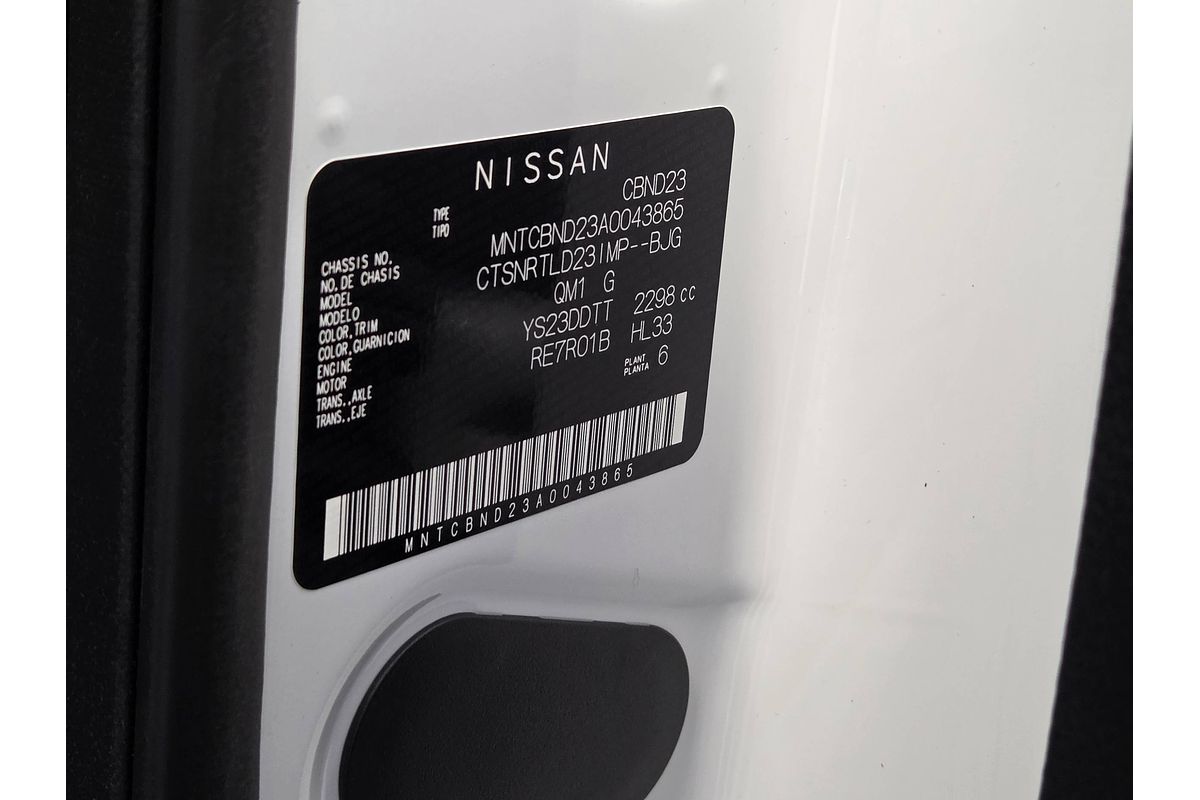 NISSAN
TYPE
TIPO
CBND23
CHASSIS NO.
NO. DE CHASIS
MNTCBND23A0043865
MODEL
MODELO
CTSNRTLD23IMP--BJG
COLOR, TRIM
COLOR, GUARNICION
QM1 G
ENGINE
MOTOR
YS23DDTT 2298 cc
TRANS., AXLE
TRANS., EJE
RE7R01B HL33
PLANT
PLANTA
6
MNTCBND23A0043865